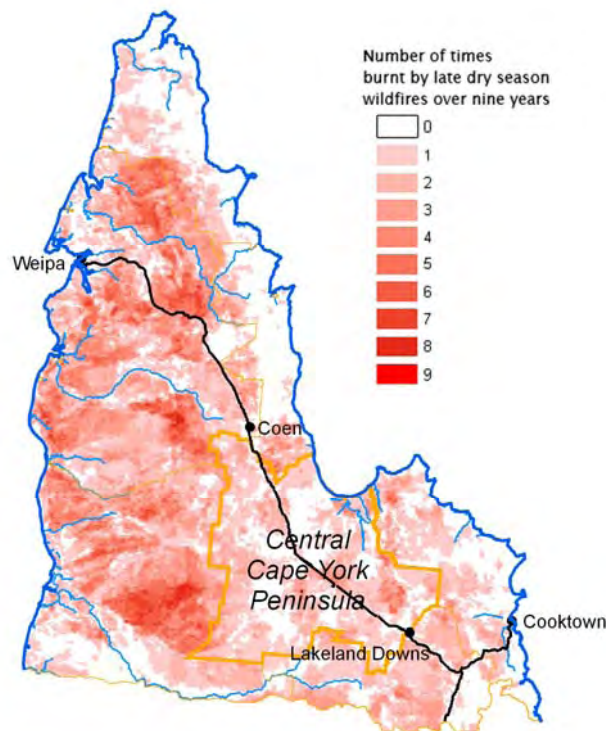 Number of times
burnt by late dry season
wildfires over nine years
0
1
2
3
4
5
6
7
8
9
Weipa
Coen
Central
Cape York
Peninsula
Cooktown
Lakeland Downs